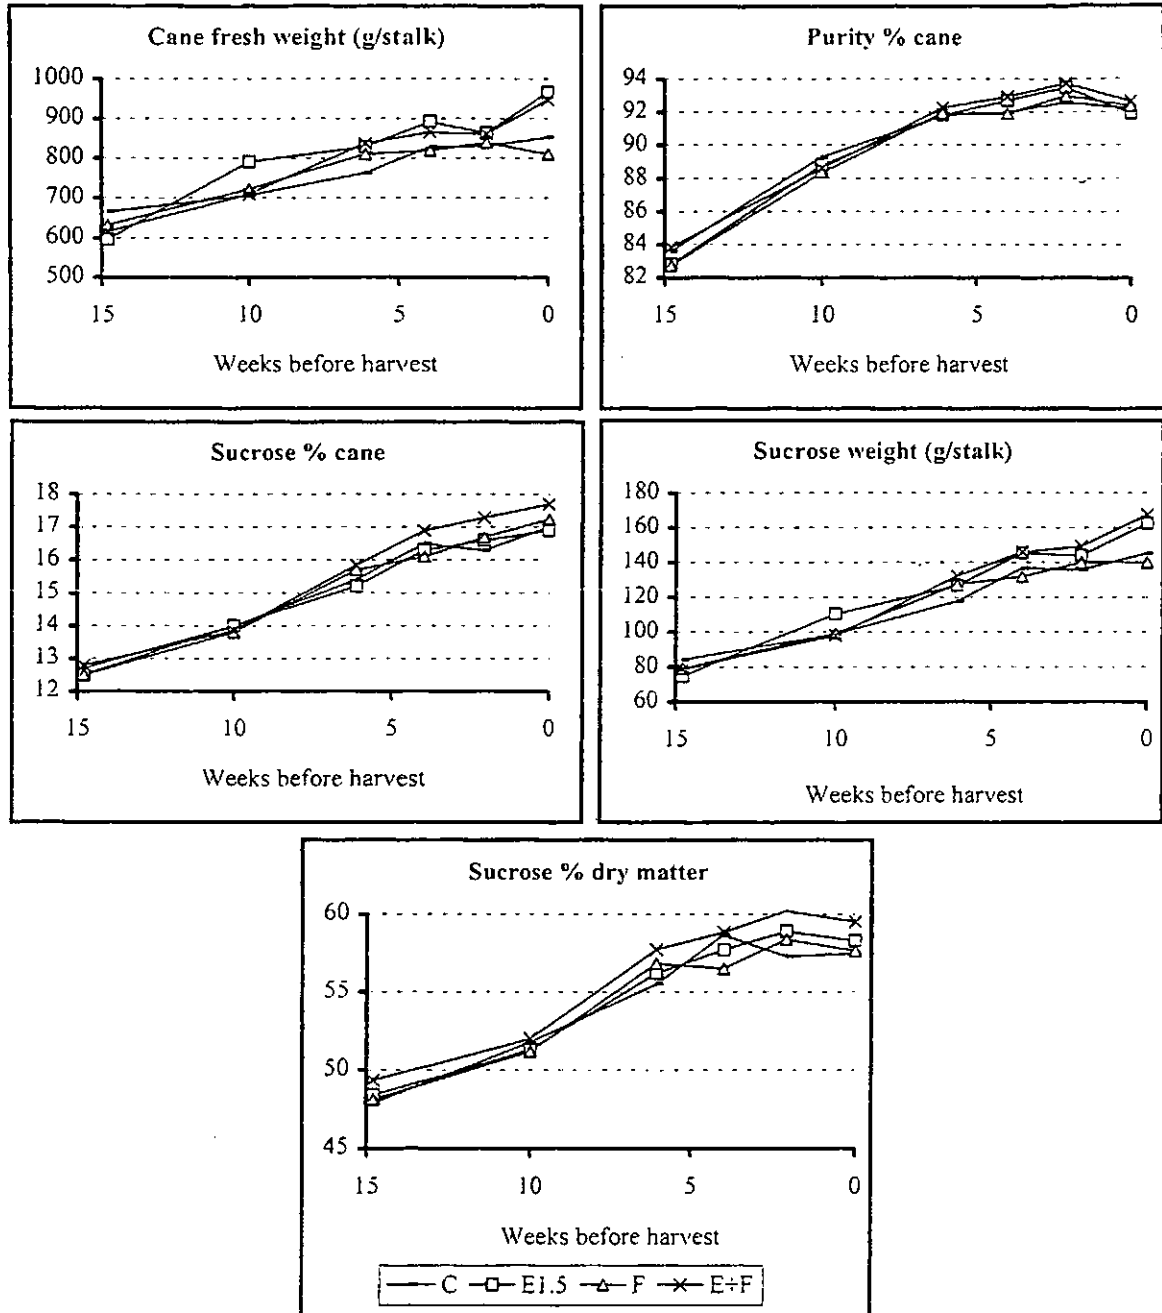 Cane fresh weight (g/stalk)
1000
900
800
700
600
500
15 10 5 0
Weeks before harvest
Purity % cane
94
92
90
88
86
84
82
15 10 5 0
Weeks before harvest
Sucrose % cane
18
17
16
15
14
13
12
15 10 5 0
Weeks before harvest
Sucrose weight (g/stalk)
180
160
140
120
100
80
60
15 10 5 0
Weeks before harvest
Sucrose % dry matter
60
55
50
45
15 10 5 0
Weeks before harvest
C E1.5 F E÷F